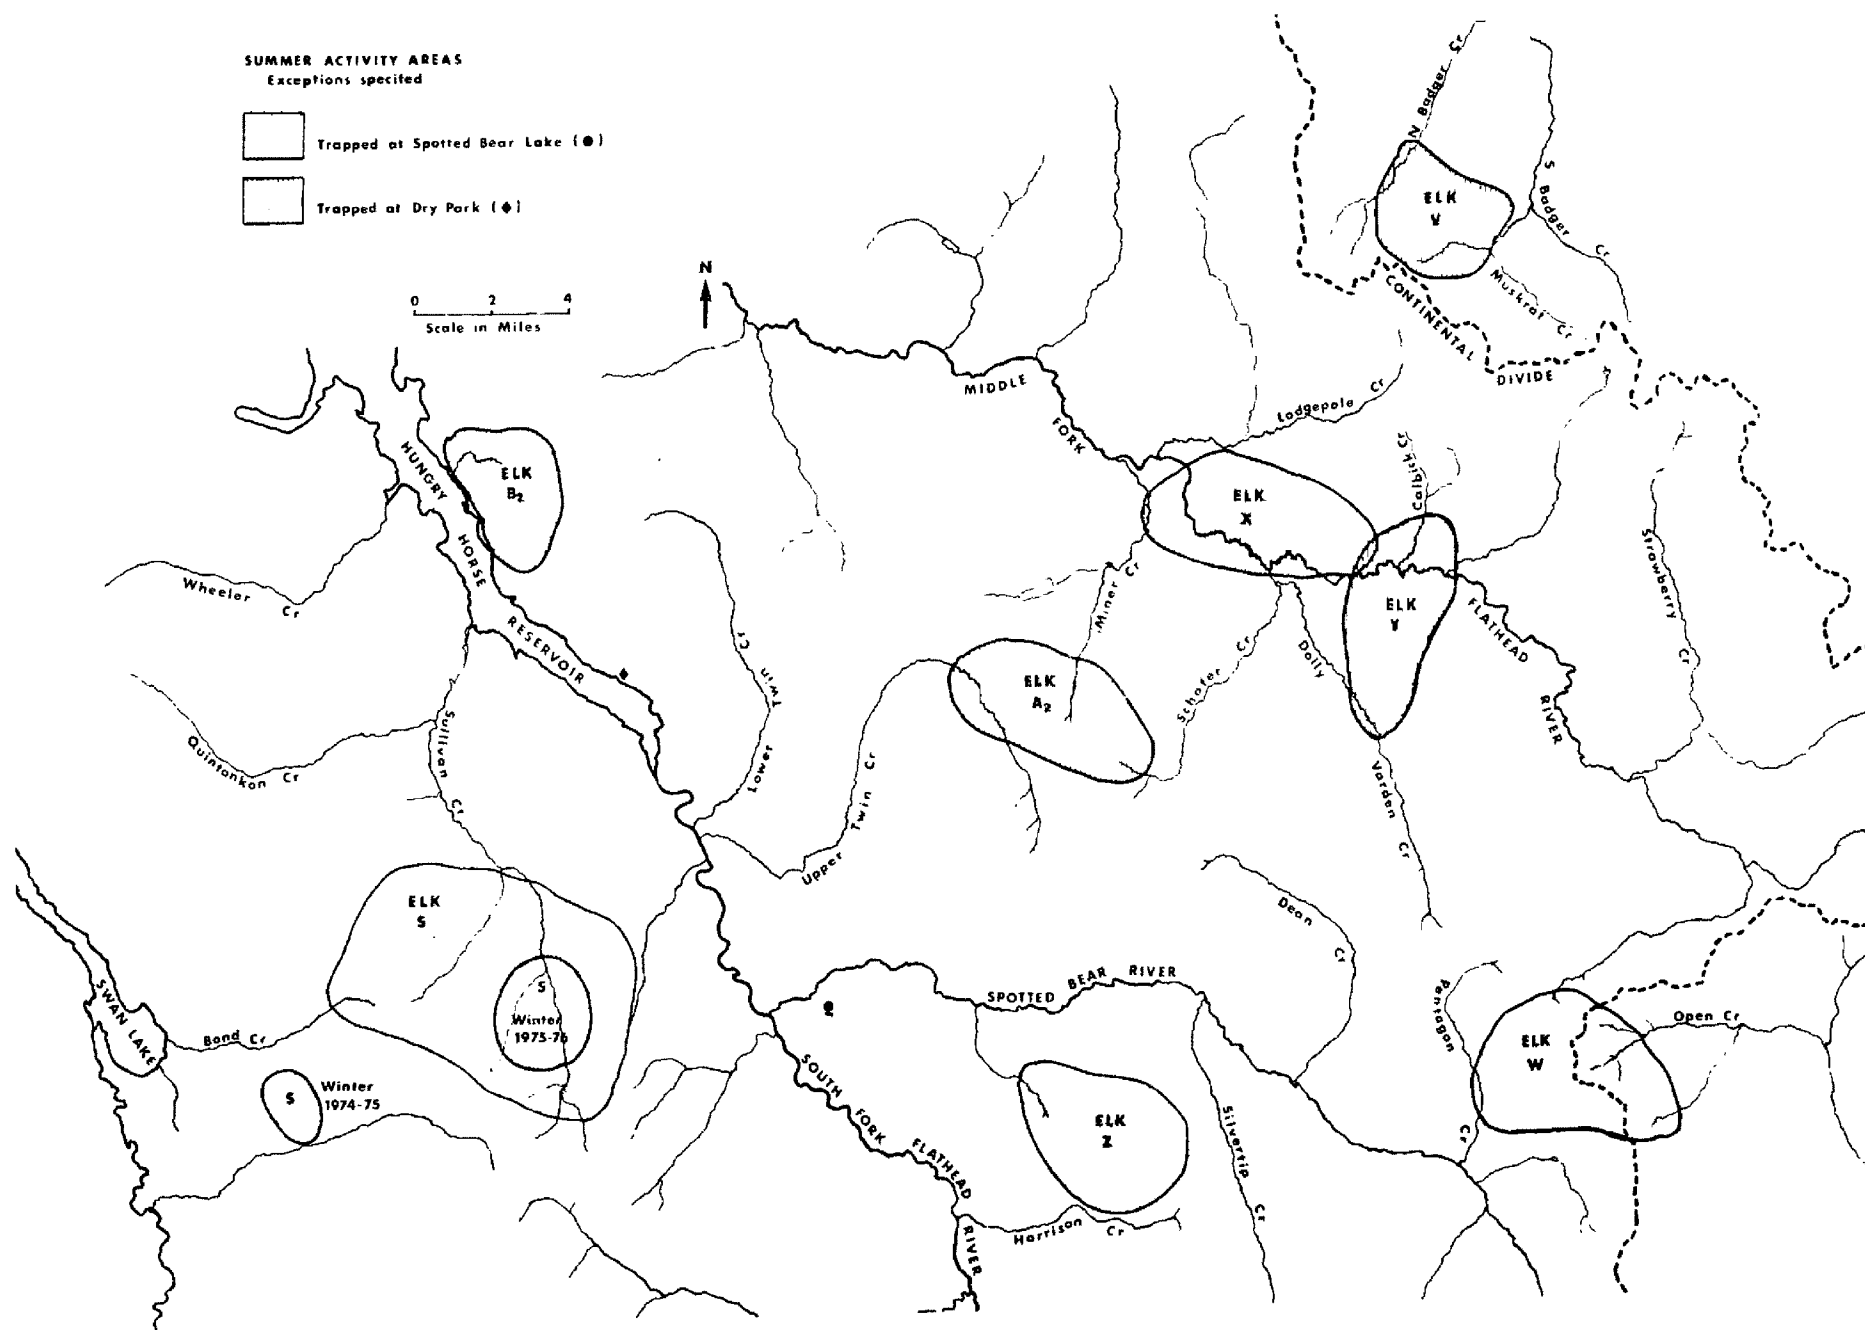 SUMMER ACTIVITY AREAS
Exceptions specifed
Trapped at Spotted Bear Lake (●)
Trapped at Dry Park (♦)
0 2 4
Scale in Miles
N
N Badger Cr
S Badger Cr
ELK
V
Muskrat Cr
CONTINENTAL DIVIDE
MIDDLE FORK
FLATHEAD RIVER
Lodgepole Cr
Calbick Cr
Strawberry Cr
ELK
X
ELK
Y
HUNGRY HORSE RESERVOIR
ELK
B2
Wheeler Cr
Quintonkon Cr
Sullivan Cr
Lower Twin Cr
Upper Twin Cr
Miner Cr
Schafer Cr
Dolly Varden Cr
ELK
A2
ELK
S
S
Winter
1975-76
S
Winter
1974-75
SWAN LAKE
Bond Cr
SPOTTED BEAR RIVER
Dean Cr
Pentagon Cr
Open Cr
ELK
W
ELK
Z
Silvertip Cr
Harrison Cr
SOUTH FORK FLATHEAD RIVER